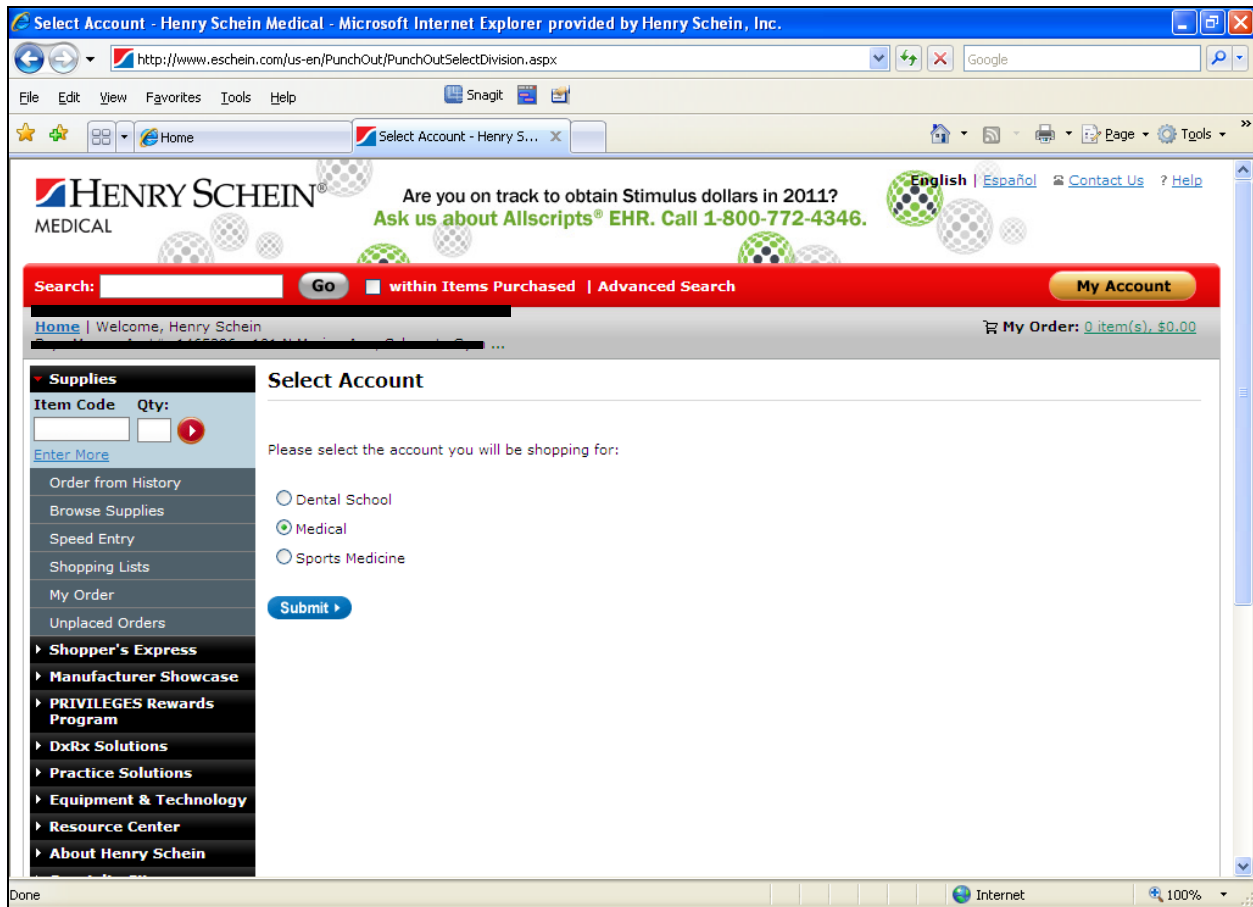 Select Account - Henry Schein Medical - Microsoft Internet Explorer provided by Henry Schein, Inc.
http://www.eschein.com/us-en/PunchOut/PunchOutSelectDivision.aspx Google
File Edit View Favorites Tools Help Snagit
Home Select Account - Henry S... Page Tools
HENRY SCHEIN®
MEDICAL
Are you on track to obtain Stimulus dollars in 2011?
Ask us about Allscripts® EHR. Call 1-800-772-4346.
English | Español Contact Us ? Help
Search: Go within Items Purchased | Advanced Search My Account
Home | Welcome, Henry Schein My Order: 0 item(s), $0.00
...
Supplies
Item Code Qty:
Enter More
Order from History
Browse Supplies
Speed Entry
Shopping Lists
My Order
Unplaced Orders
Shopper's Express
Manufacturer Showcase
PRIVILEGES Rewards
Program
DxRx Solutions
Practice Solutions
Equipment & Technology
Resource Center
About Henry Schein
Select Account
Please select the account you will be shopping for:
Dental School
Medical
Sports Medicine
Submit
Done Internet 100%